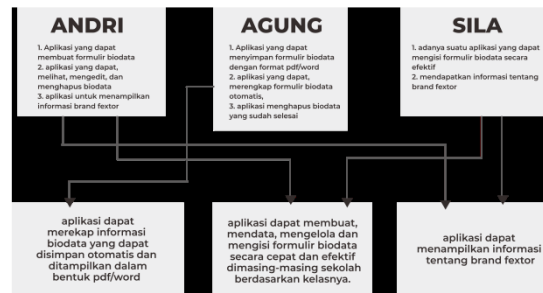 ANDRI
1. Aplikasi yang dapat
membuat formulir biodata
2. aplikasi yang dapat,
melihat, mengedit, dan
menghapus biodata
3. aplikasi untuk menampilkan
informasi brand fextor
AGUNG
1. Aplikasi yang dapat
menyimpan formulir biodata
dengan format pdf/word
2. aplikasi yang dapat,
merengkap formulir biodata
otomatis,
3. aplikasi menghapus biodata
yang sudah selesai
SILA
1. adanya suatu aplikasi yang dapat
mengisi formulir biodata secara
efektif
2. mendapatkan informasi tentang
brand fextor
aplikasi dapat
merekap informasi
biodata yang dapat
disimpan otomatis dan
ditampilkan dalam
bentuk pdf/word
aplikasi dapat membuat,
mendata, mengelola dan
mengisi formulir biodata
secara cepat dan efektif
dimasing-masing sekolah
berdasarkan kelasnya.
aplikasi dapat
menampilkan informasi
tentang brand fextor